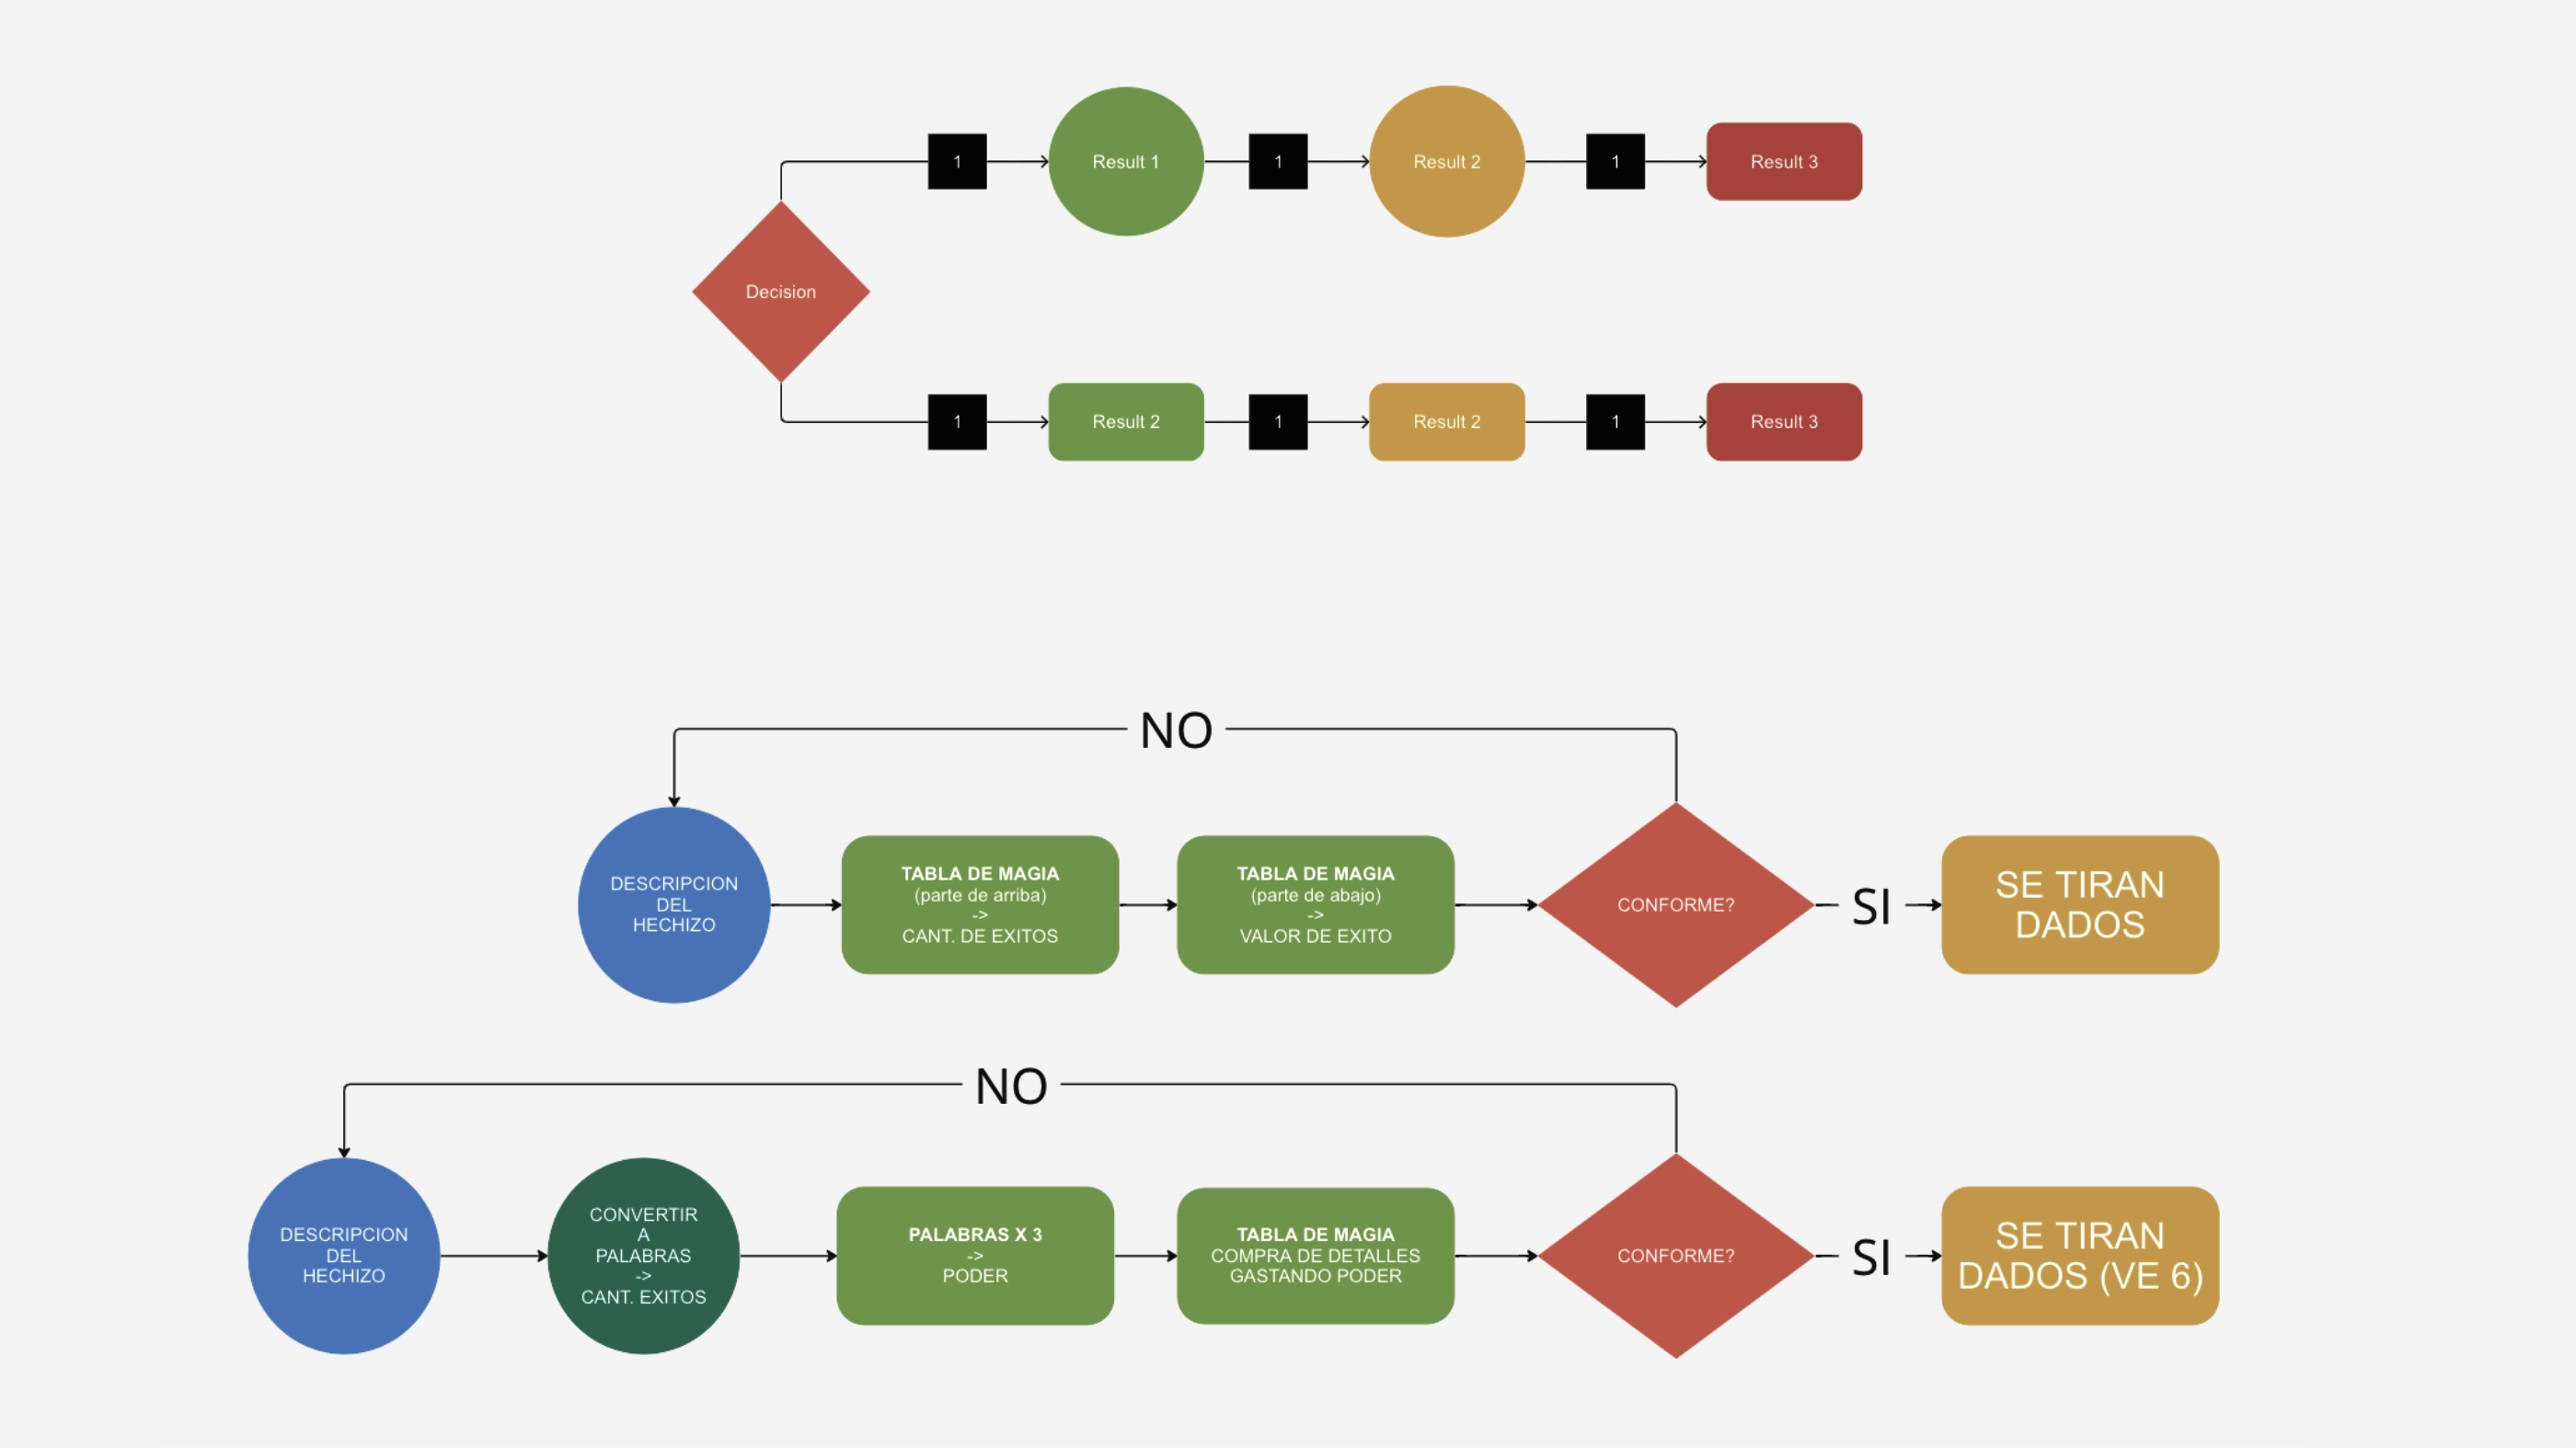 1
Result 1
1
Result 2
1
Result 3
Decision
1
Result 2
1
Result 2
1
Result 3
NO
DESCRIPCION
DEL
HECHIZO
TABLA DE MAGIA
(parte de arriba)
->
CANT. DE EXITOS
TABLA DE MAGIA
(parte de abajo)
->
VALOR DE EXITO
CONFORME?
SI
SE TIRAN
DADOS
NO
DESCRIPCION
DEL
HECHIZO
CONVERTIR
A
PALABRAS
->
CANT. EXITOS
PALABRAS X 3
->
PODER
TABLA DE MAGIA
COMPRA DE DETALLES
GASTANDO PODER
CONFORME?
SI
SE TIRAN
DADOS (VE 6)